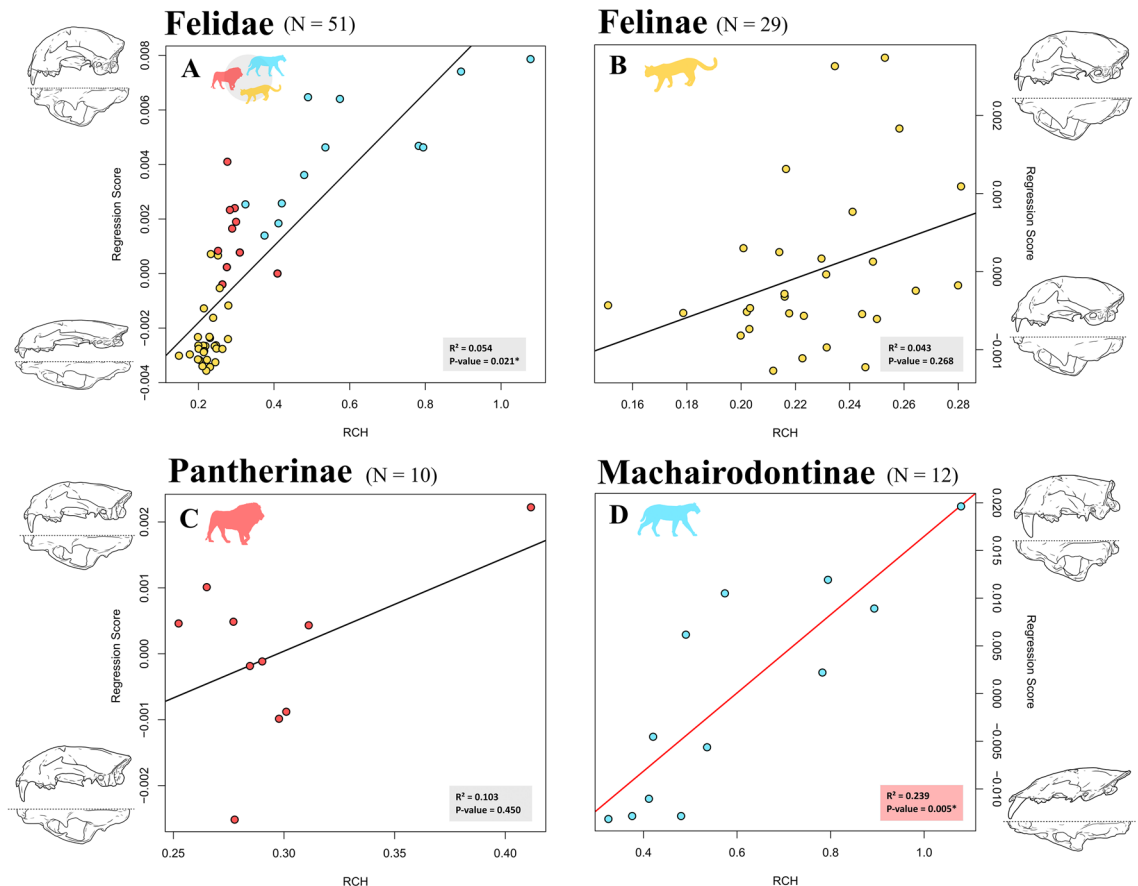 Felidae (N = 51)
A
0.008
0.006
0.004
0.002
0.000
−0.002
−0.004
Regression Score
R² = 0.054
P-value = 0.021*
0.2
0.4
0.6
0.8
1.0
RCH
Felinae (N = 29)
B
0.002
0.001
0.000
−0.001
Regression Score
R² = 0.043
P-value = 0.268
0.16
0.18
0.20
0.22
0.24
0.26
0.28
RCH
Pantherinae (N = 10)
C
0.002
0.001
0.000
−0.001
−0.002
Regression Score
R² = 0.103
P-value = 0.450
0.25
0.30
0.35
0.40
RCH
Machairodontinae (N = 12)
D
0.020
0.015
0.010
0.005
0.000
−0.005
−0.010
Regression Score
R² = 0.239
P-value = 0.005*
0.4
0.6
0.8
1.0
RCH